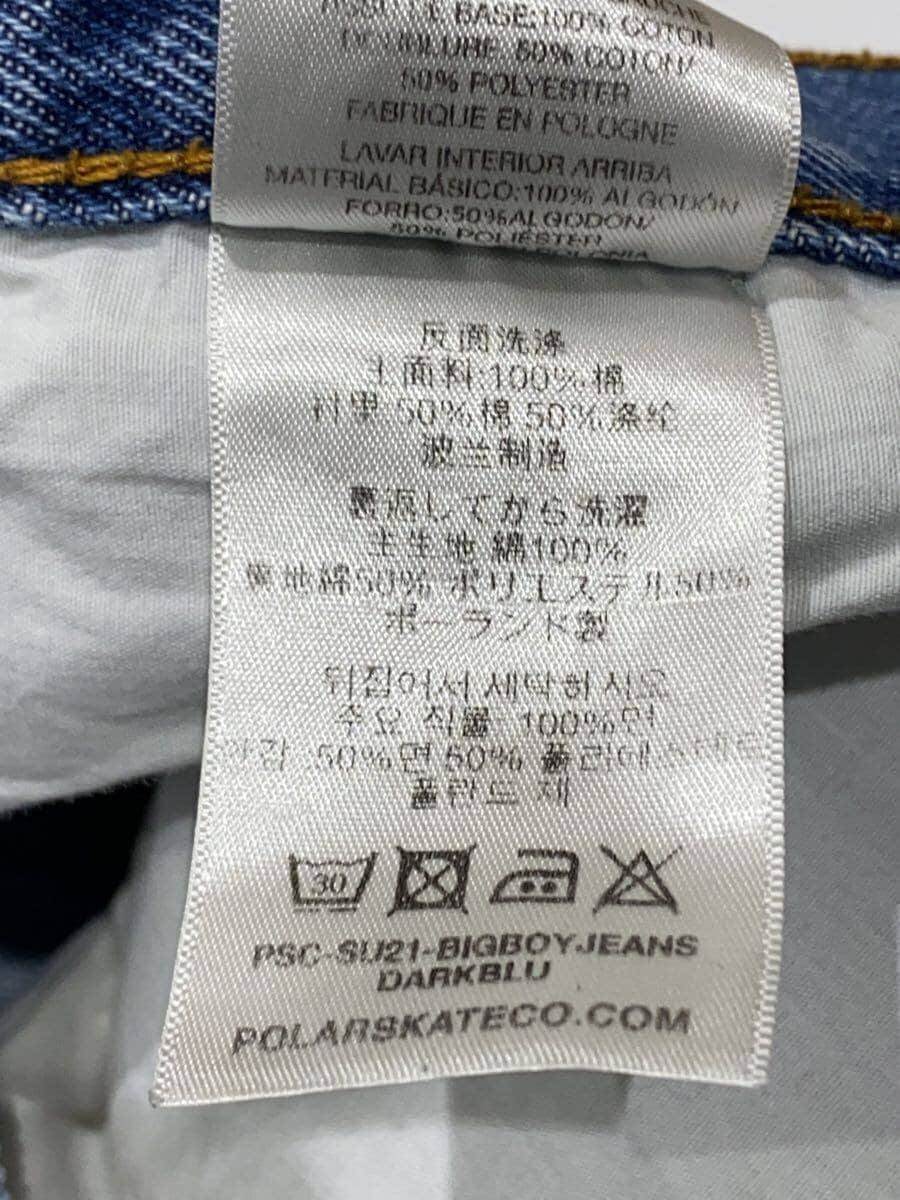 BASE:100% COTON
DOUBLURE 50% COTON/
50% POLYESTER
FABRIQUE EN POLOGNE
LAVAR INTERIOR ARRIBA
MATERIAL BÁSICO:100% ALGODÓN
FORRO:50%ALGODON/
50% POLIÉSTER
反面洗涤
主面料:100%棉
衬里:50%棉 50%涤纶
波兰制造
裏返してから洗濯
主生地 綿100%
裏地綿50% ポリエステル50%
ポーランド製
뒤집어서 세탁하시오
주요 직물 100%면
안감 50%면 50% 폴리에스테르
폴란드 제
30
PSC-SU21-BIGBOYJEANS
DARKBLU
POLARSKATECO.COM